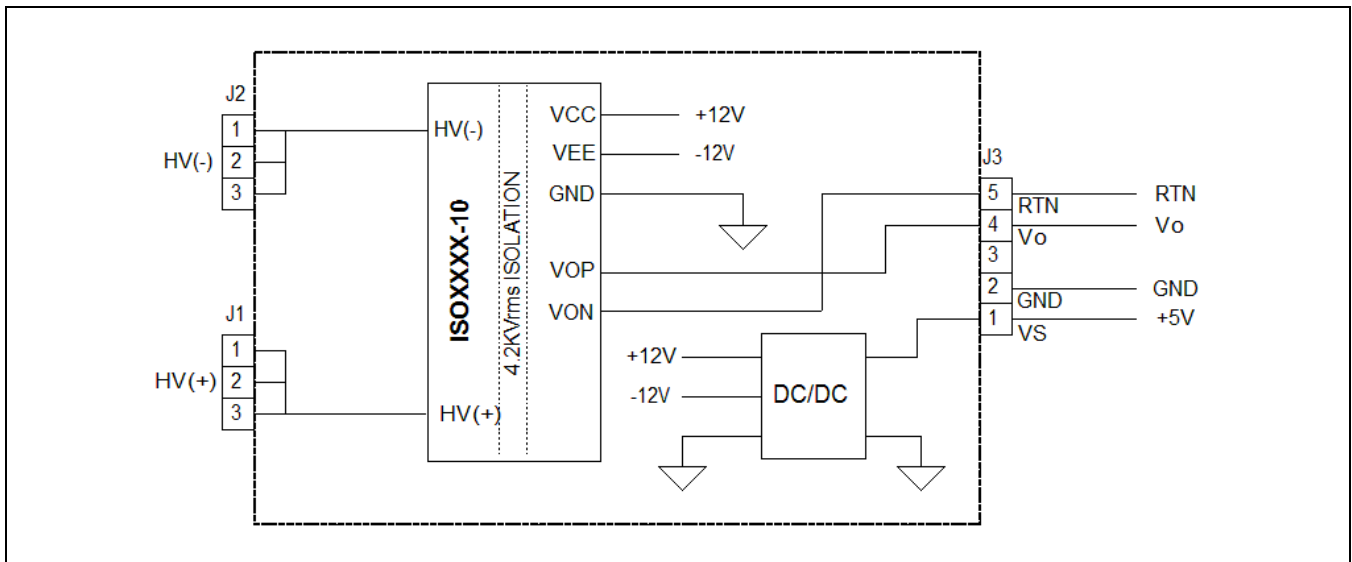 J2
1
HV(-) 2
3
J1
1
HV(+) 2
3
HV(-)
HV(+)
ISOXXXX-10
4.2KVrms ISOLATION
VCC
VEE
GND
VOP
VON
+12V
-12V
+12V
-12V
DC/DC
J3
5
RTN
4
Vo
3
2
GND
1
VS
RTN
Vo
GND
+5V